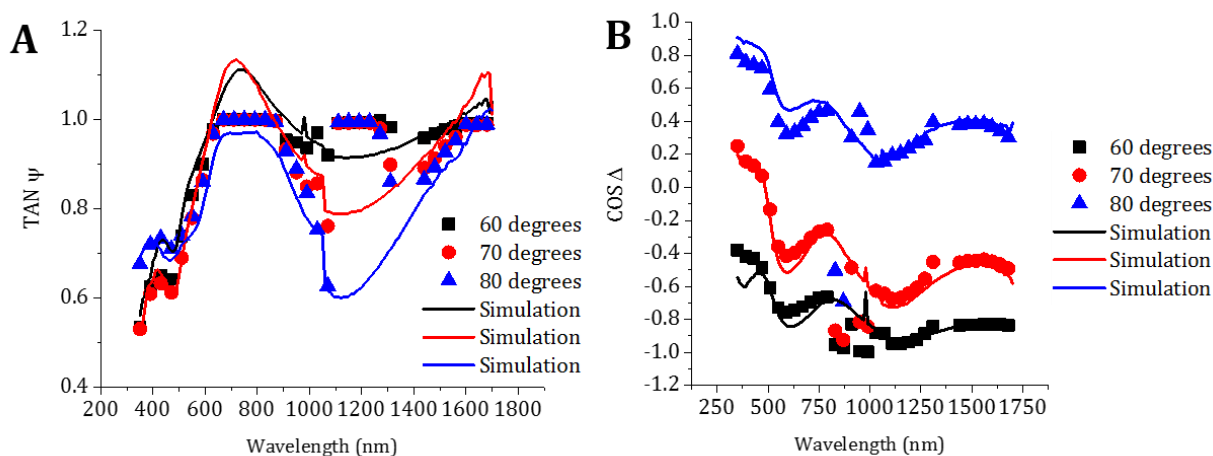 A
TAN ψ
1.2
1.0
0.8
0.6
0.4
200 400 600 800 1000 1200 1400 1600 1800
Wavelength (nm)
60 degrees
70 degrees
80 degrees
Simulation
Simulation
Simulation
B
COS Δ
1.0
0.8
0.6
0.4
0.2
0.0
-0.2
-0.4
-0.6
-0.8
-1.0
-1.2
250 500 750 1000 1250 1500 1750
Wavelength (nm)
60 degrees
70 degrees
80 degrees
Simulation
Simulation
Simulation